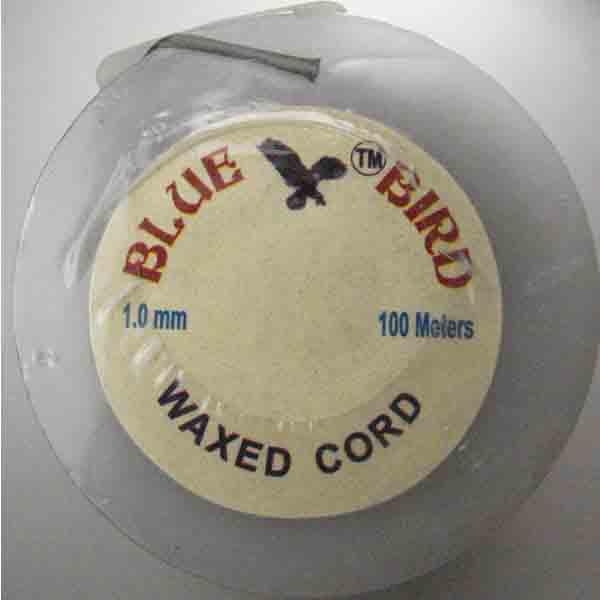 BLUE BIRD
TM
1.0 mm
100 Meters
WAXED CORD